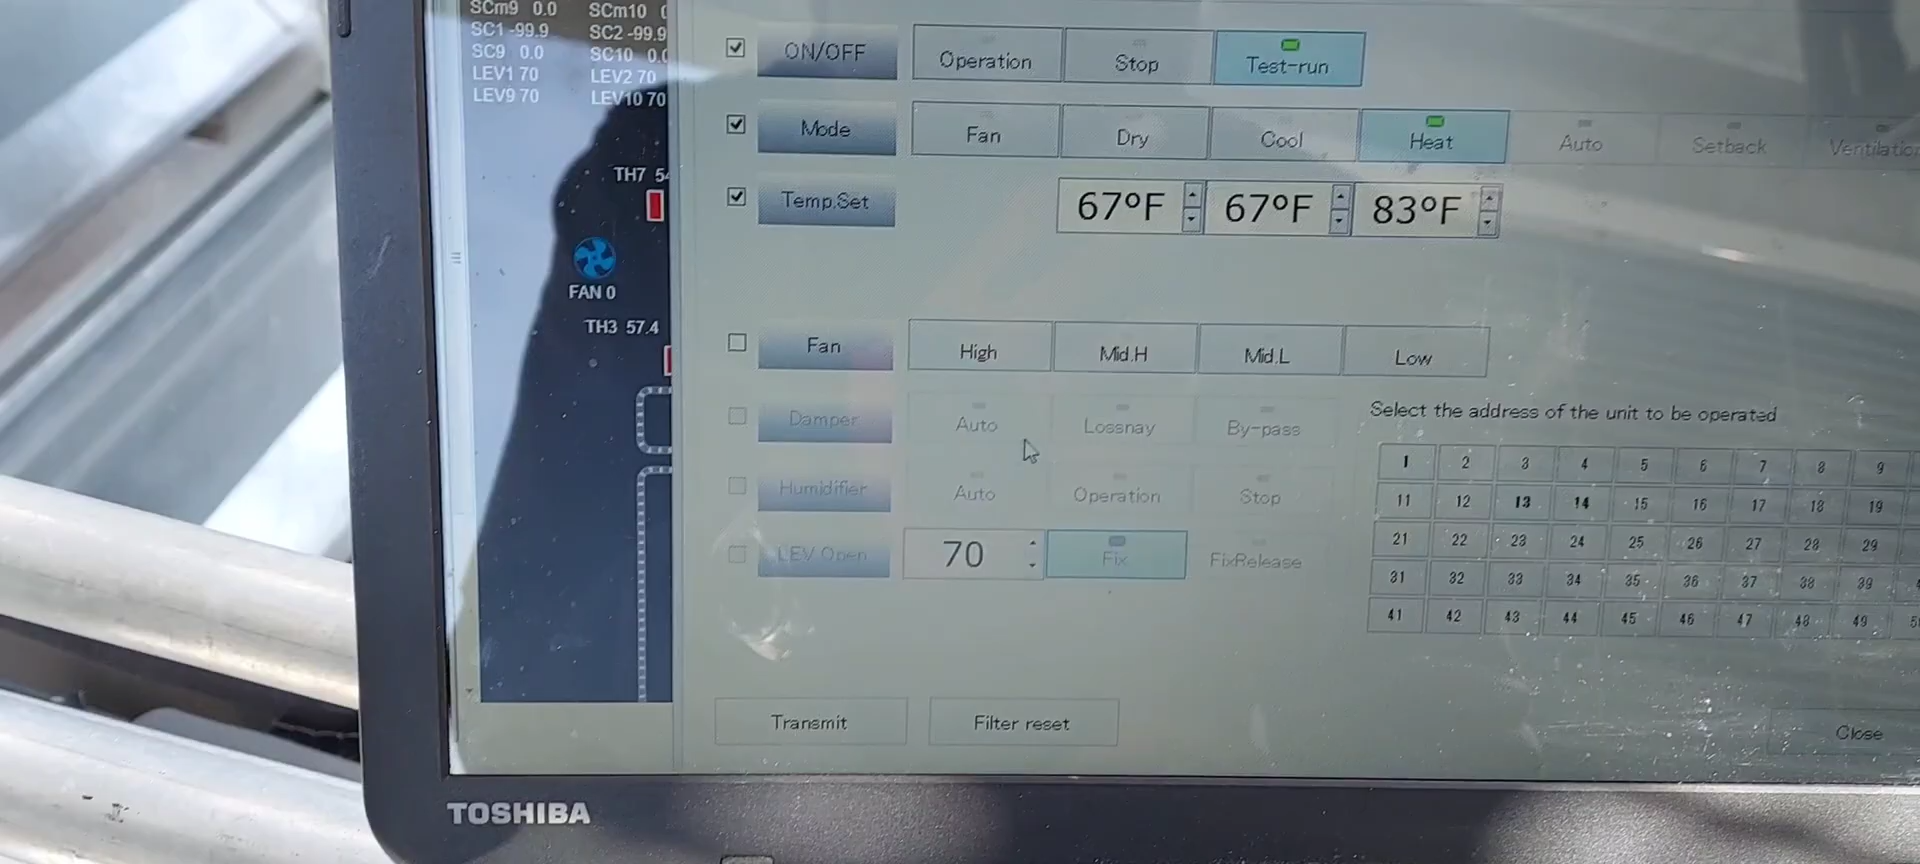 SCm9 0.0 SCm10
SC1 -99.9 SC2 -99.9
SC9 0.0 SC10 0.0
LEV1 70 LEV2 70
LEV9 70 LEV10 70
TH7
FAN 0
TH3 57.4
ON/OFF Operation Stop Test-run
Mode Fan Dry Cool Heat Auto Setback Ventilatio
Temp.Set 67ºF 67ºF 83ºF
Fan High Mid.H Mid.L Low
Damper Auto Lossnay By-pass
Humidifier Auto Operation Stop
LEV Open 70 Fix FixRelease
Select the address of the unit to be operated
1 2 3 4 5 6 7 8 9
11 12 13 14 15 16 17 18 19
21 22 23 24 25 26 27 28 29
31 32 33 34 35 36 37 38 39
41 42 43 44 45 46 47 48 49
Transmit Filter reset Close
TOSHIBA